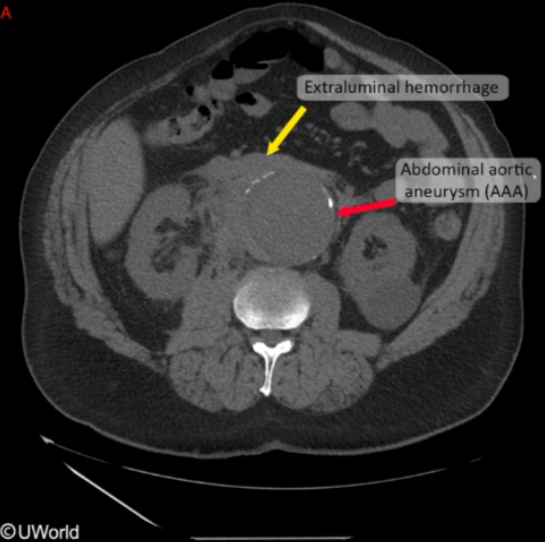 A
Extraluminal hemorrhage
Abdominal aortic
aneurysm (AAA)
©UWorld